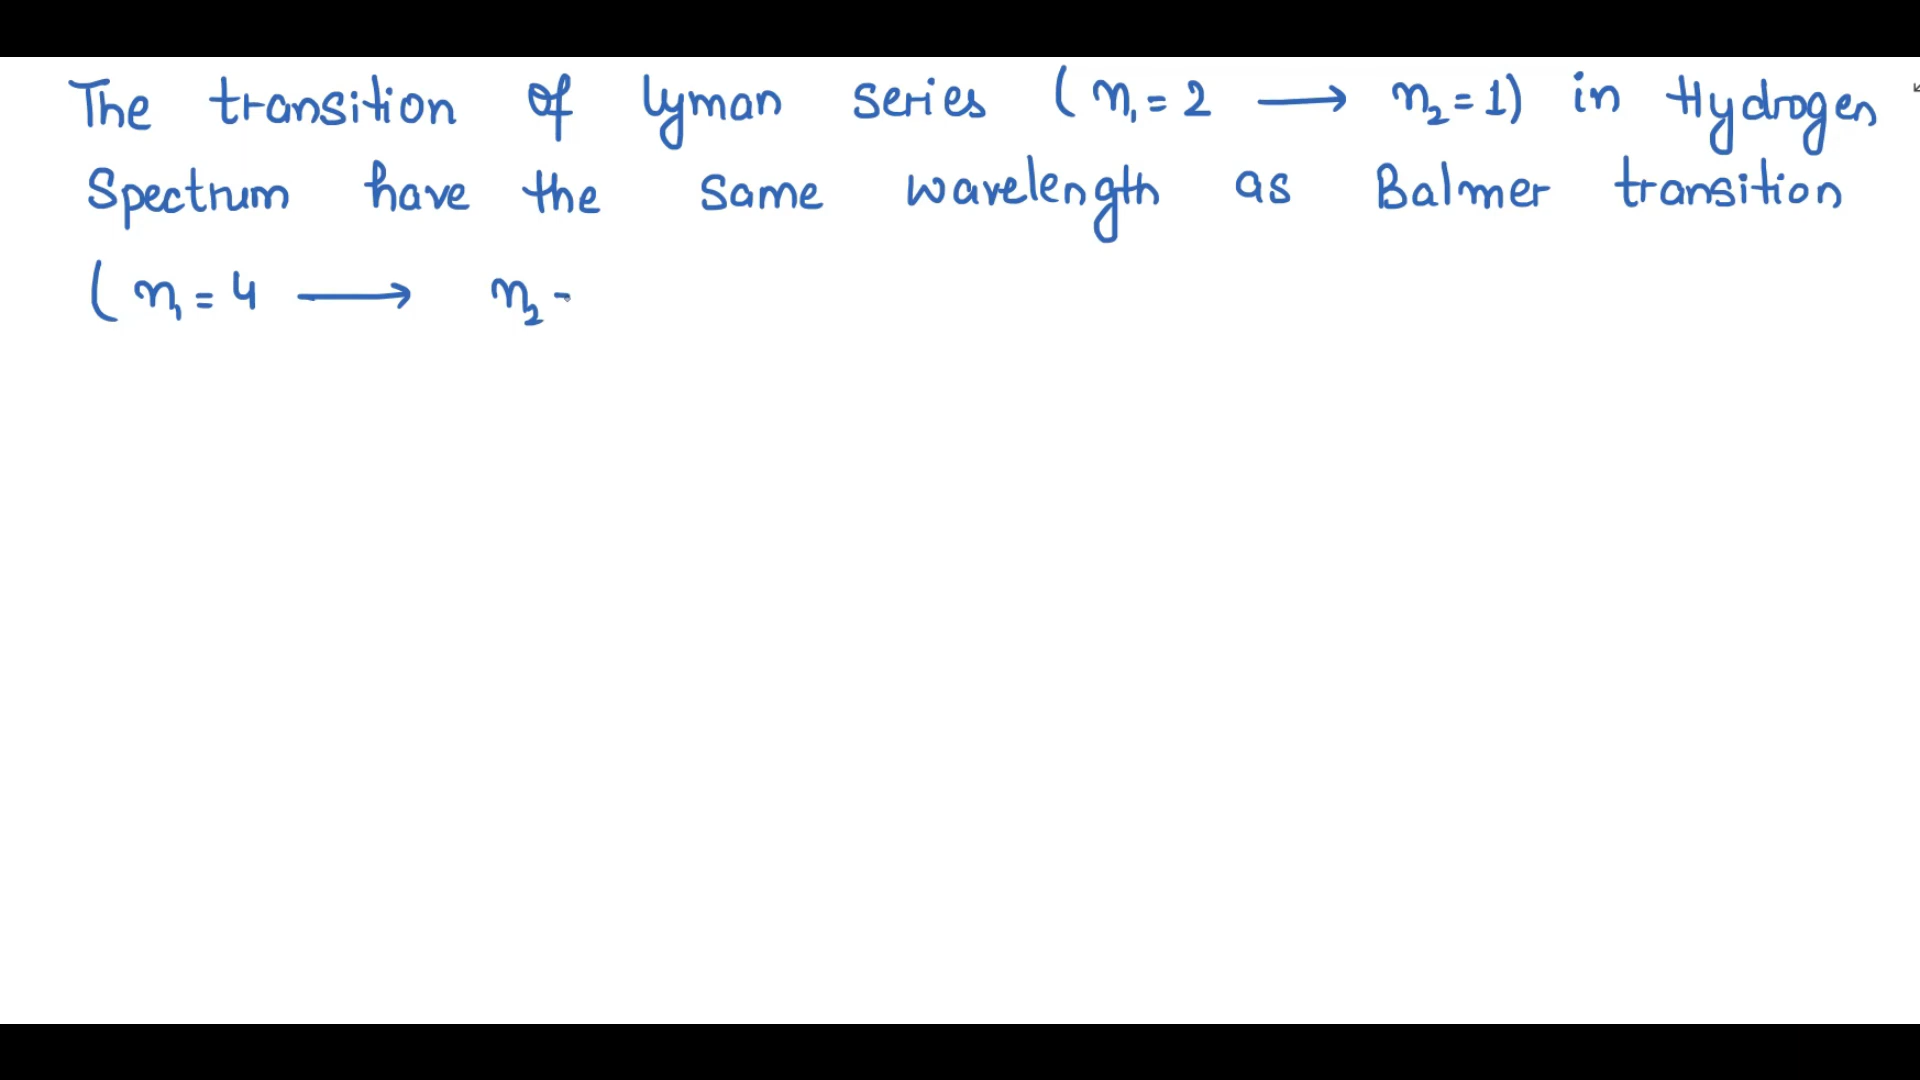 The transition of lyman series (n₁ = 2 ⟶ n₂ = 1) in Hydrogen
Spectrum have the same wavelength as Balmer transition
(n₁ = 4 ⟶ n₂ -